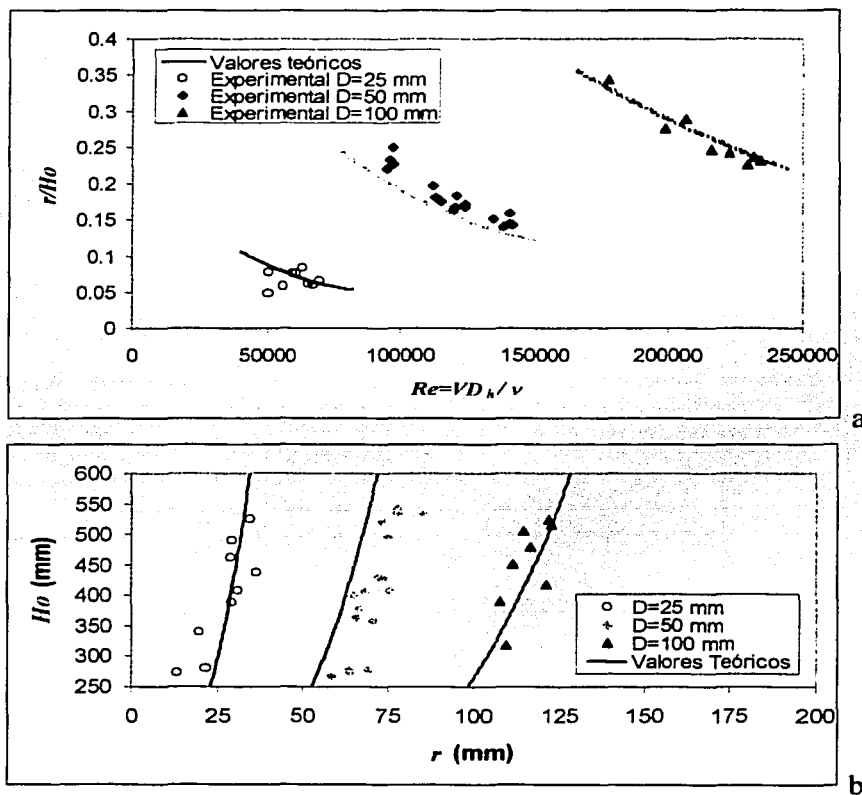 0.4
0.35
0.3
0.25
0.2
0.15
0.1
0.05
0
r/Ho
Valores teóricos
Experimental D=25 mm
Experimental D=50 mm
Experimental D=100 mm
0 50000 100000 150000 200000 250000
Re=VD h / ν
a
600
550
500
450
400
350
300
250
Ho (mm)
D=25 mm
D=50 mm
D=100 mm
Valores Teóricos
0 25 50 75 100 125 150 175 200
r (mm)
b